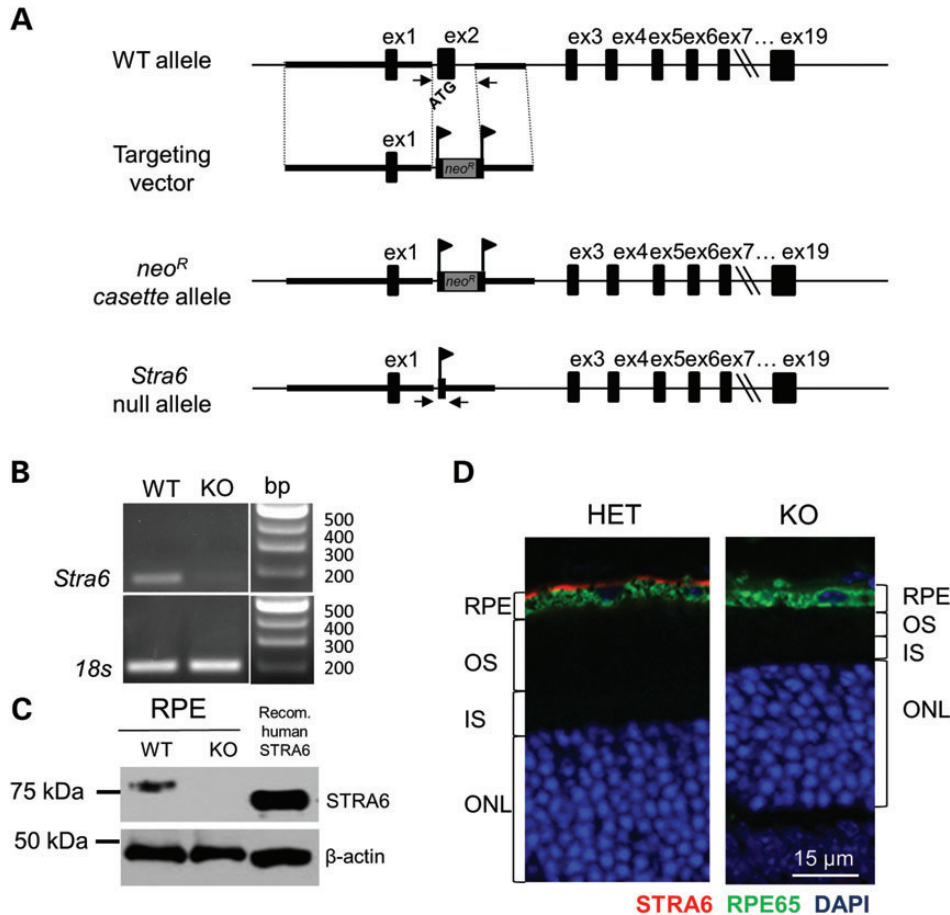 A
WT allele
ex1 ex2 ex3 ex4 ex5 ex6 ex7... ex19
ATG
Targeting
vector
ex1
neoR
neoR
casette allele
ex1 ex3 ex4 ex5 ex6 ex7... ex19
neoR
Stra6
null allele
ex1 ex3 ex4 ex5 ex6 ex7... ex19
B
WT KO bp
Stra6
500
400
300
200
18s
500
400
300
200
C
RPE
WT KO
Recom.
human
STRA6
75 kDa
STRA6
50 kDa
β-actin
D
HET KO
RPE
OS
IS
ONL
RPE
OS
IS
ONL
15 µm
STRA6 RPE65 DAPI